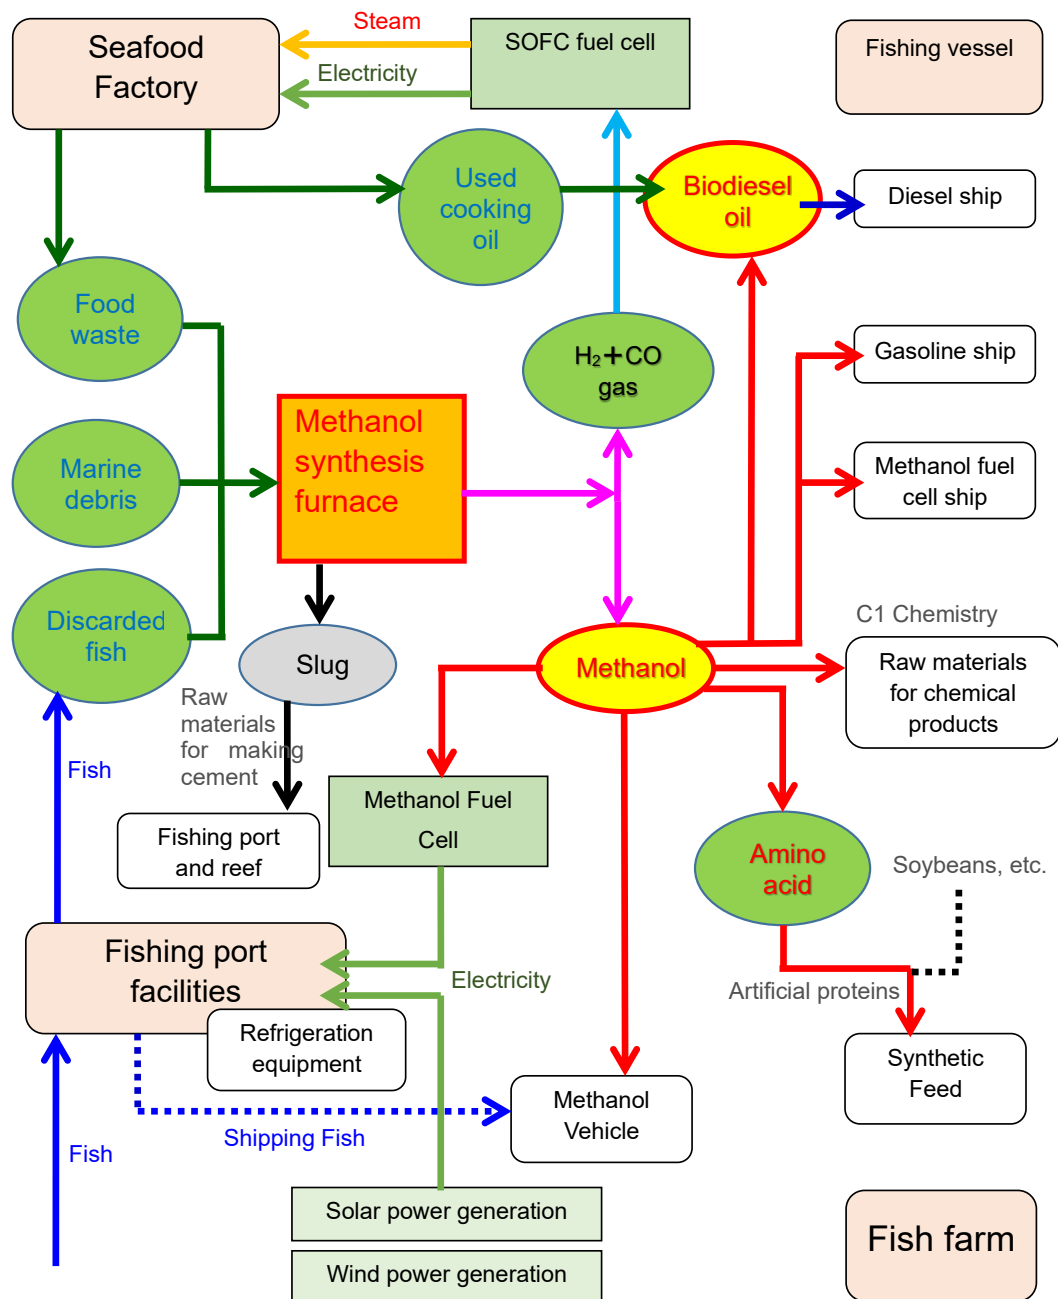 Steam
SOFC fuel cell
Fishing vessel
Seafood
Factory
Electricity
Used
cooking
oil
Biodiesel
oil
Diesel ship
Food
waste
H₂+CO
gas
Gasoline ship
Methanol
synthesis
furnace
Marine
debris
Methanol fuel
cell ship
C1 Chemistry
Discarded
fish
Slug
Methanol
Raw materials
for chemical
products
Raw
materials
for making
cement
Fish
Methanol Fuel
Cell
Fishing port
and reef
Amino
acid
Soybeans, etc.
Fishing port
facilities
Electricity
Artificial proteins
Refrigeration
equipment
Synthetic
Feed
Methanol
Vehicle
Shipping Fish
Fish
Solar power generation
Fish farm
Wind power generation